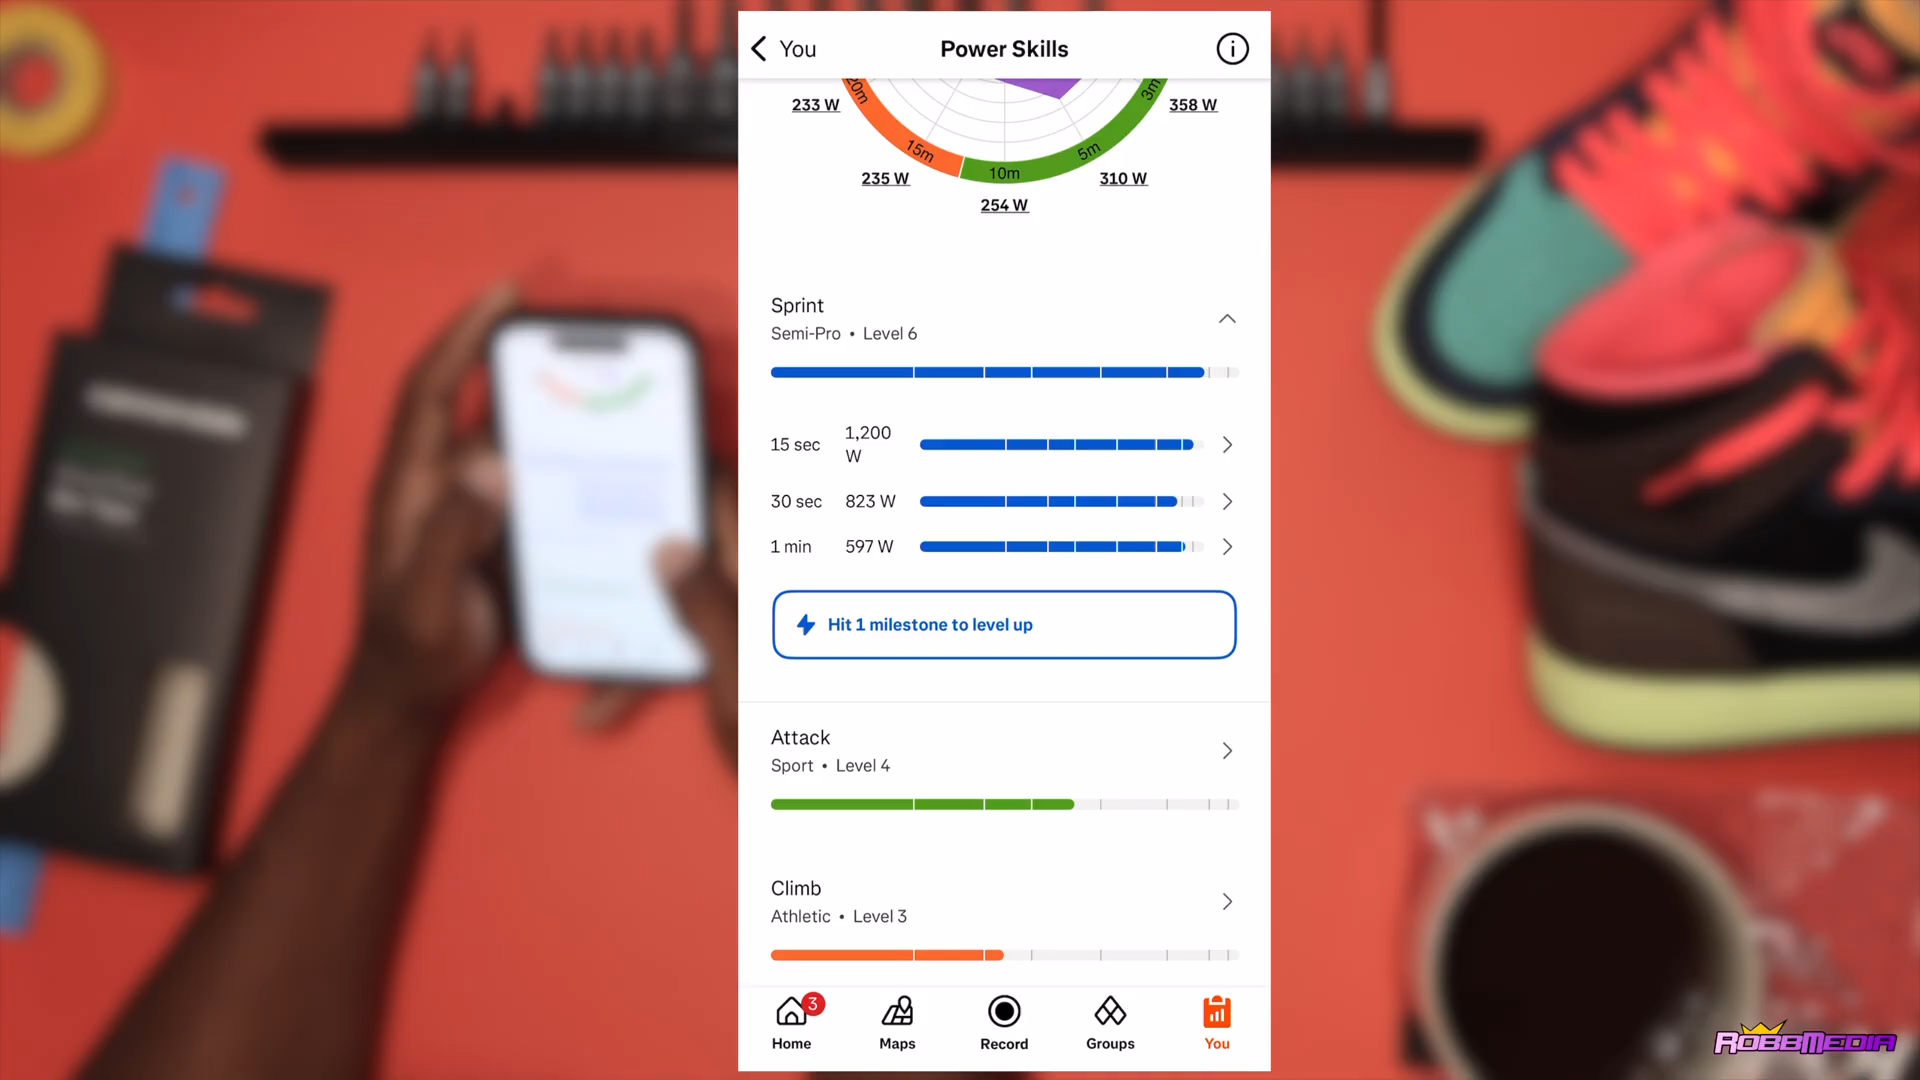 You
Power Skills
20m
3m
233 W
358 W
15m
5m
10m
235 W
310 W
254 W
Sprint
Semi-Pro • Level 6
15 sec
1,200
W
30 sec
823 W
1 min
597 W
Hit 1 milestone to level up
Attack
Sport • Level 4
Climb
Athletic • Level 3
3
Home
Maps
Record
Groups
You
RobbMedia